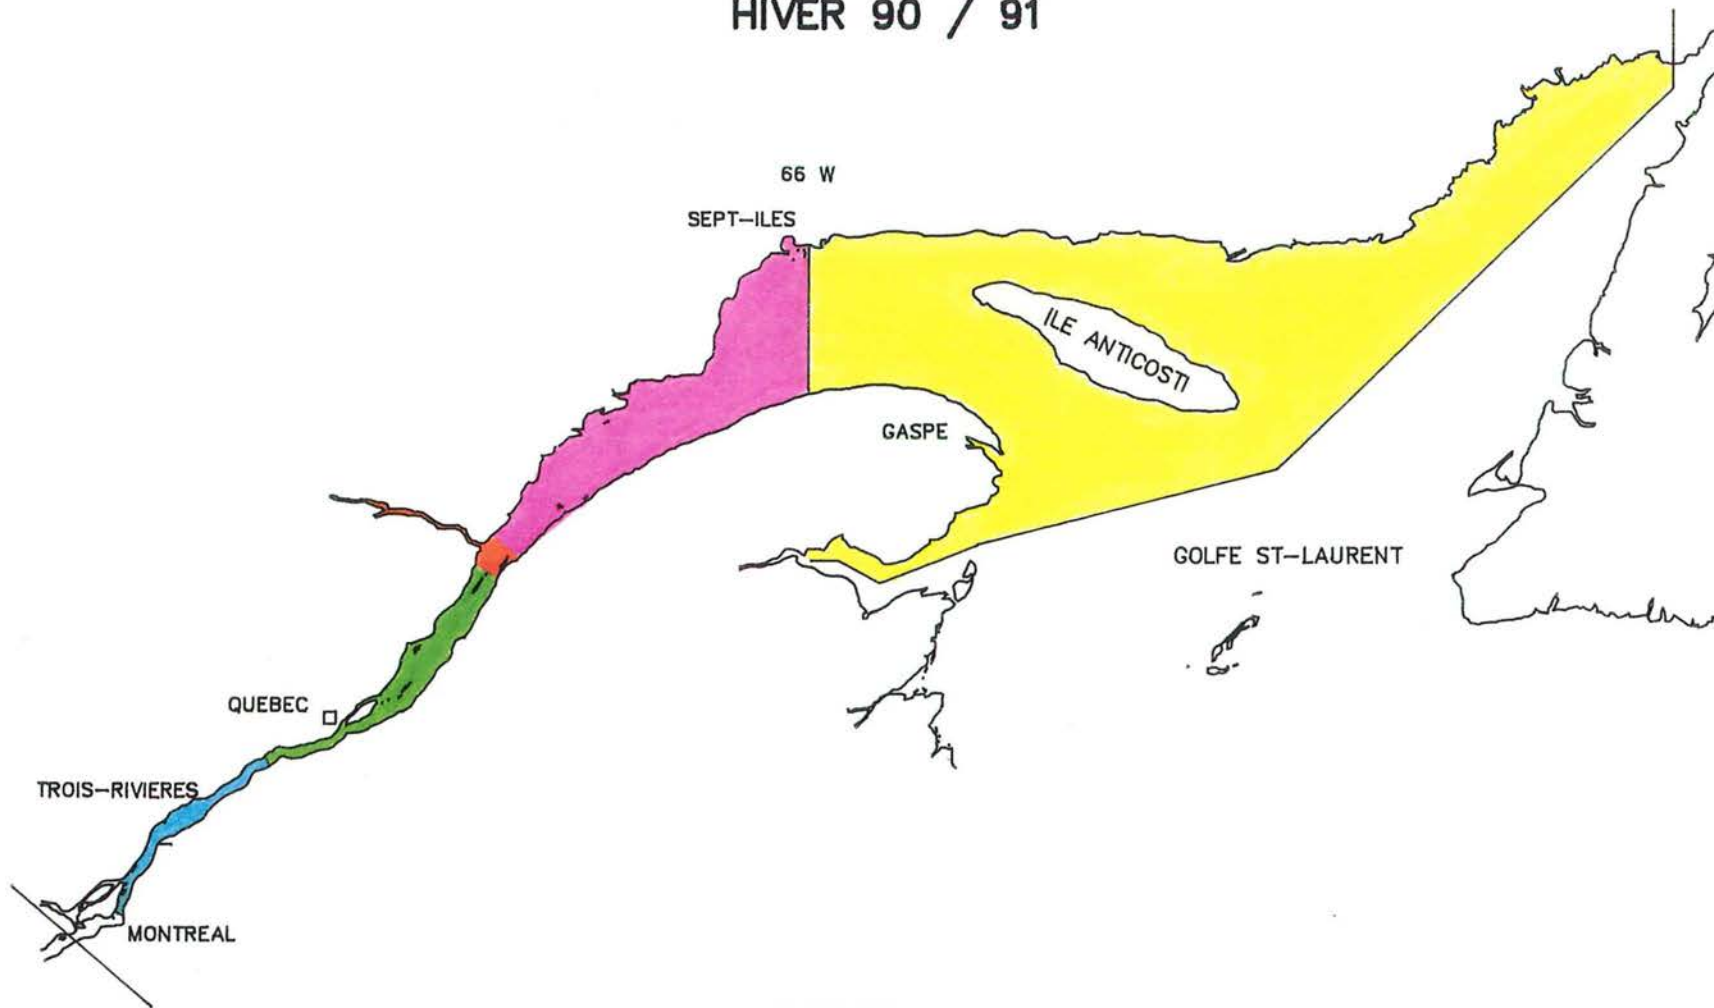 HIVER 90 / 91
66 W
SEPT-ILES
ILE ANTICOSTI
GASPE
GOLFE ST-LAURENT
QUEBEC
TROIS-RIVIERES
MONTREAL